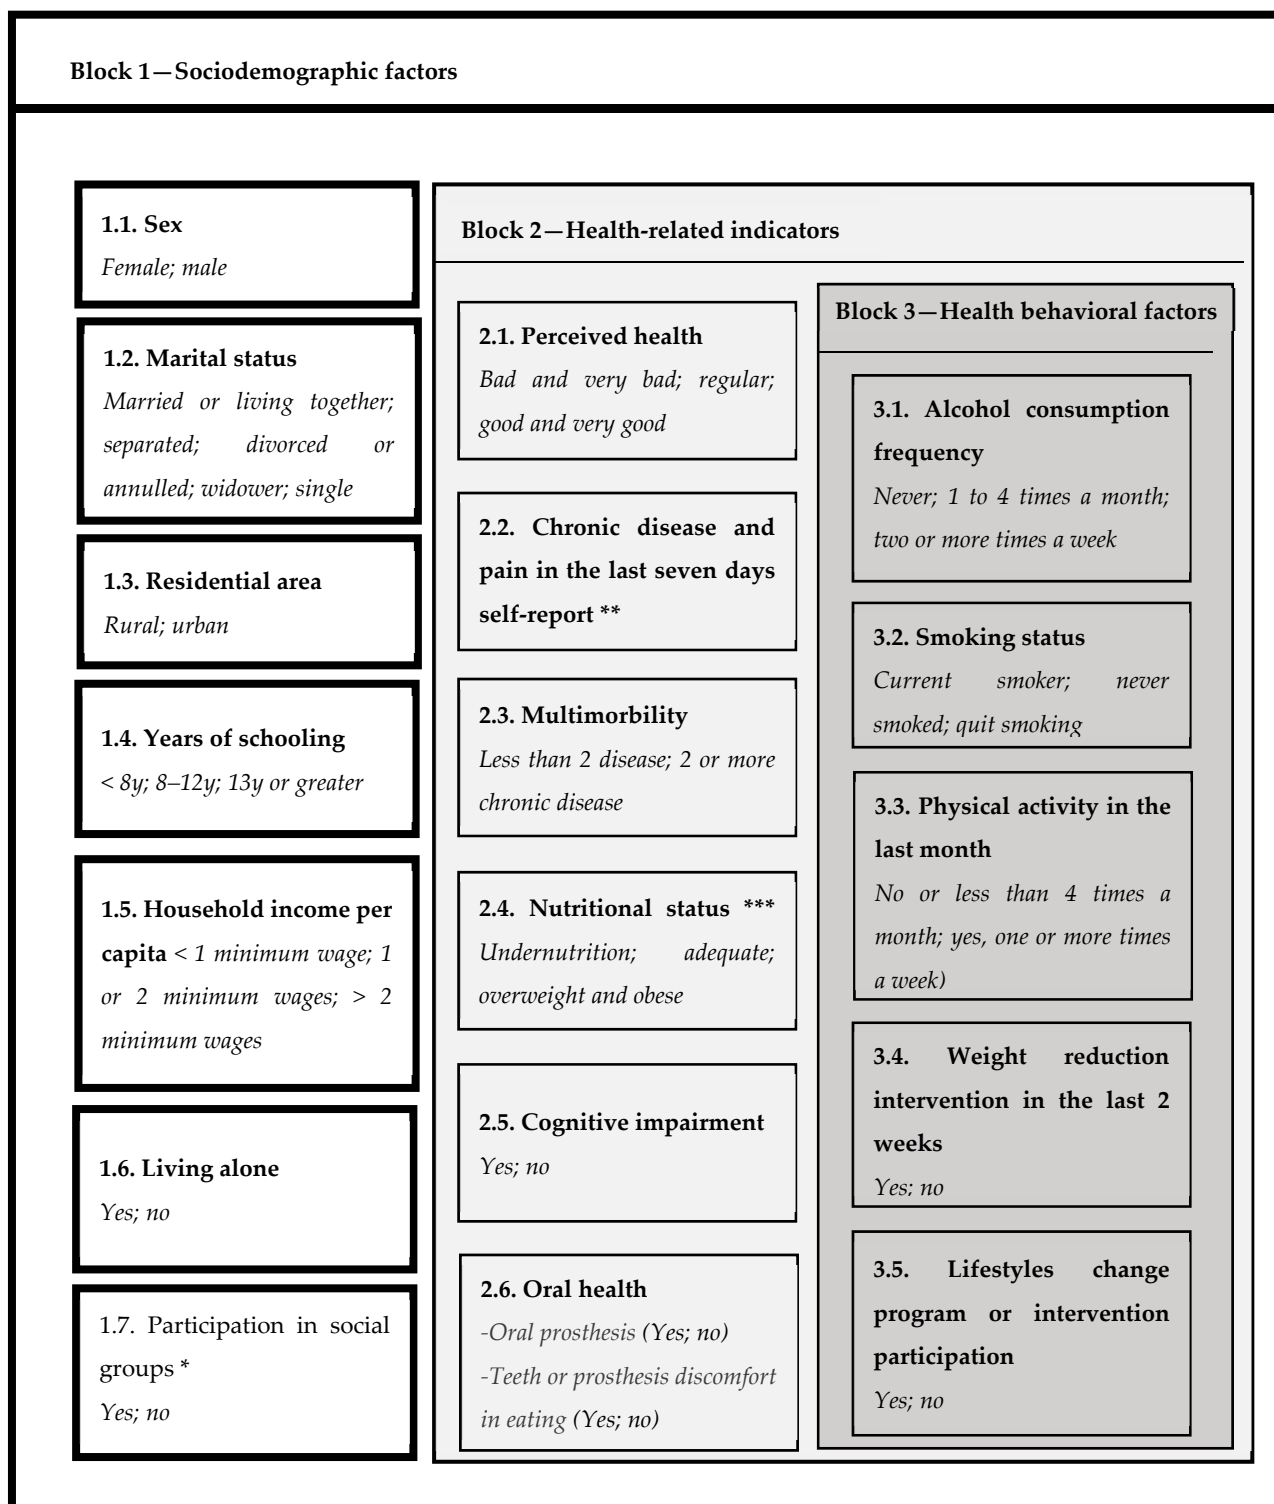 Block 1—Sociodemographic factors
1.1. Sex
Female; male
1.2. Marital status
Married or living together;
separated; divorced or
annulled; widower; single
1.3. Residential area
Rural; urban
1.4. Years of schooling
< 8y; 8–12y; 13y or greater
1.5. Household income per
capita < 1 minimum wage; 1
or 2 minimum wages; > 2
minimum wages
1.6. Living alone
Yes; no
1.7. Participation in social
groups *
Yes; no
Block 2—Health-related indicators
2.1. Perceived health
Bad and very bad; regular;
good and very good
2.2. Chronic disease and
pain in the last seven days
self-report **
2.3. Multimorbility
Less than 2 disease; 2 or more
chronic disease
2.4. Nutritional status ***
Undernutrition; adequate;
overweight and obese
2.5. Cognitive impairment
Yes; no
2.6. Oral health
-Oral prosthesis (Yes; no)
-Teeth or prosthesis discomfort
in eating (Yes; no)
Block 3—Health behavioral factors
3.1. Alcohol consumption
frequency
Never; 1 to 4 times a month;
two or more times a week
3.2. Smoking status
Current smoker; never
smoked; quit smoking
3.3. Physical activity in the
last month
No or less than 4 times a
month; yes, one or more times
a week)
3.4. Weight reduction
intervention in the last 2
weeks
Yes; no
3.5. Lifestyles change
program or intervention
participation
Yes; no